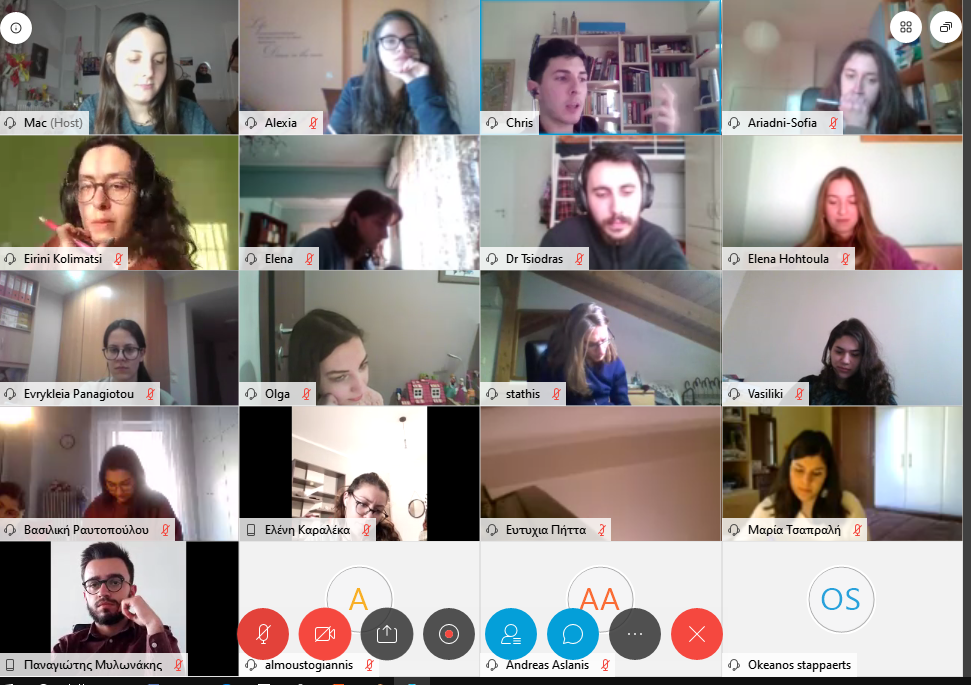 Mac (Host)
Alexia
Chris
Ariadni-Sofia
Eirini Kolimatsi
Elena
Dr Tsiodras
Elena Hohtoula
Evrykleia Panagiotou
Olga
stathis
Vasiliki
Βασιλική Ραυτοπούλου
Ελένη Καραλέκα
Ευτυχια Πήττα
Μαρία Τσαπραλή
A
AA
OS
Παναγιώτης Μυλωνάκης
almoustogiannis
Andreas Aslanis
Okeanos stappaerts